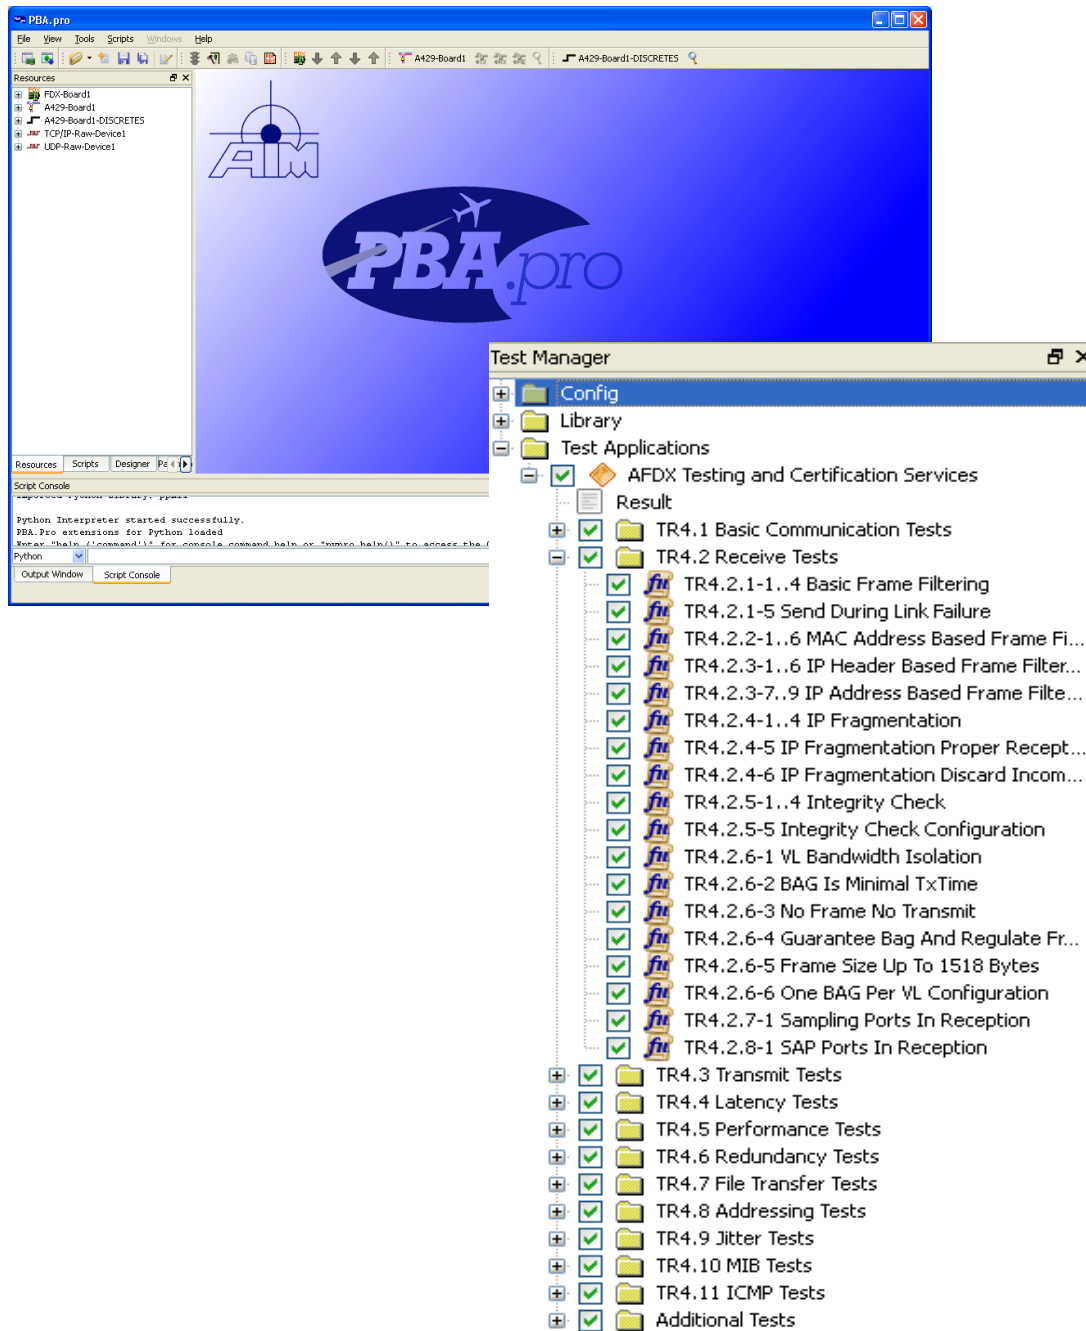 PBA.pro
File View Tools Scripts Windows Help
A429-Board1 A429-Board1-DISCRETES
Resources
FDX-Board1
A429-Board1
A429-Board1-DISCRETES
TCP/IP-Raw-Device1
UDP-Raw-Device1
AIM
PBA.pro
Resources Scripts Designer
Script Console
Python Interpreter started successfully.
PBA.Pro extensions for Python loaded
Enter "help ('command')" for console command help or "pypro.help()" to access the
Python
Output Window Script Console
Test Manager
Config
Library
Test Applications
AFDX Testing and Certification Services
Result
TR4.1 Basic Communication Tests
TR4.2 Receive Tests
TR4.2.1-1..4 Basic Frame Filtering
TR4.2.1-5 Send During Link Failure
TR4.2.2-1..6 MAC Address Based Frame Fi...
TR4.2.3-1..6 IP Header Based Frame Filter...
TR4.2.3-7..9 IP Address Based Frame Filte...
TR4.2.4-1..4 IP Fragmentation
TR4.2.4-5 IP Fragmentation Proper Recept...
TR4.2.4-6 IP Fragmentation Discard Incom...
TR4.2.5-1..4 Integrity Check
TR4.2.5-5 Integrity Check Configuration
TR4.2.6-1 VL Bandwidth Isolation
TR4.2.6-2 BAG Is Minimal TxTime
TR4.2.6-3 No Frame No Transmit
TR4.2.6-4 Guarantee Bag And Regulate Fr...
TR4.2.6-5 Frame Size Up To 1518 Bytes
TR4.2.6-6 One BAG Per VL Configuration
TR4.2.7-1 Sampling Ports In Reception
TR4.2.8-1 SAP Ports In Reception
TR4.3 Transmit Tests
TR4.4 Latency Tests
TR4.5 Performance Tests
TR4.6 Redundancy Tests
TR4.7 File Transfer Tests
TR4.8 Addressing Tests
TR4.9 Jitter Tests
TR4.10 MIB Tests
TR4.11 ICMP Tests
Additional Tests